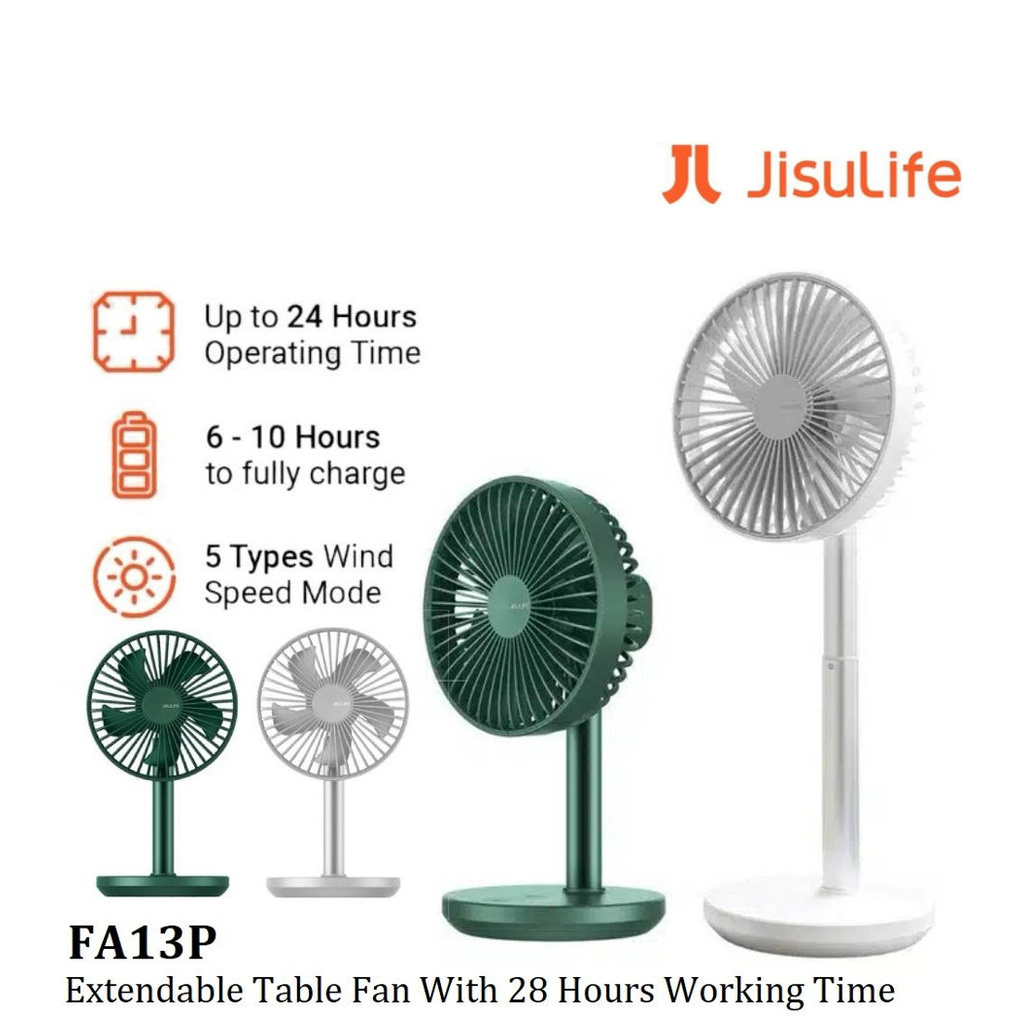 JisuLife
Up to 24 Hours
Operating Time
6 - 10 Hours
to fully charge
5 Types Wind
Speed Mode
FA13P
Extendable Table Fan With 28 Hours Working Time